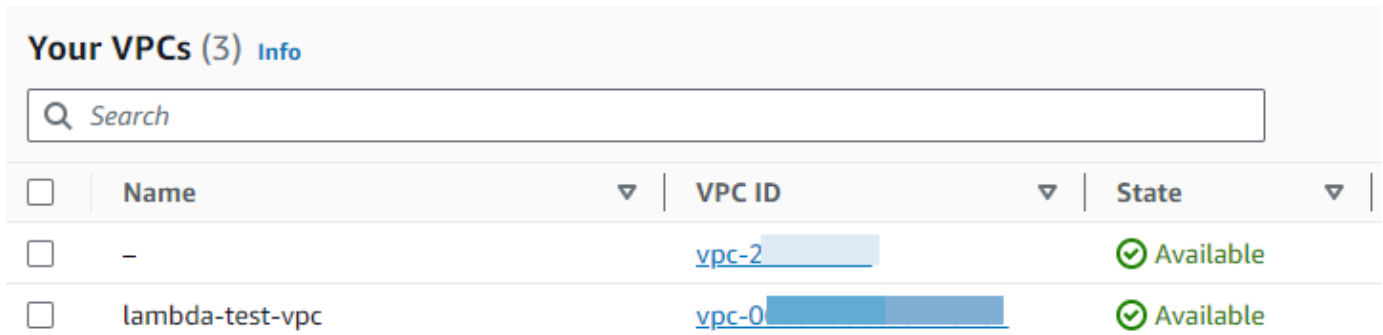 Your VPCs (3) Info
Search
Name VPC ID State
– vpc-2 Available
lambda-test-vpc vpc-0 Available